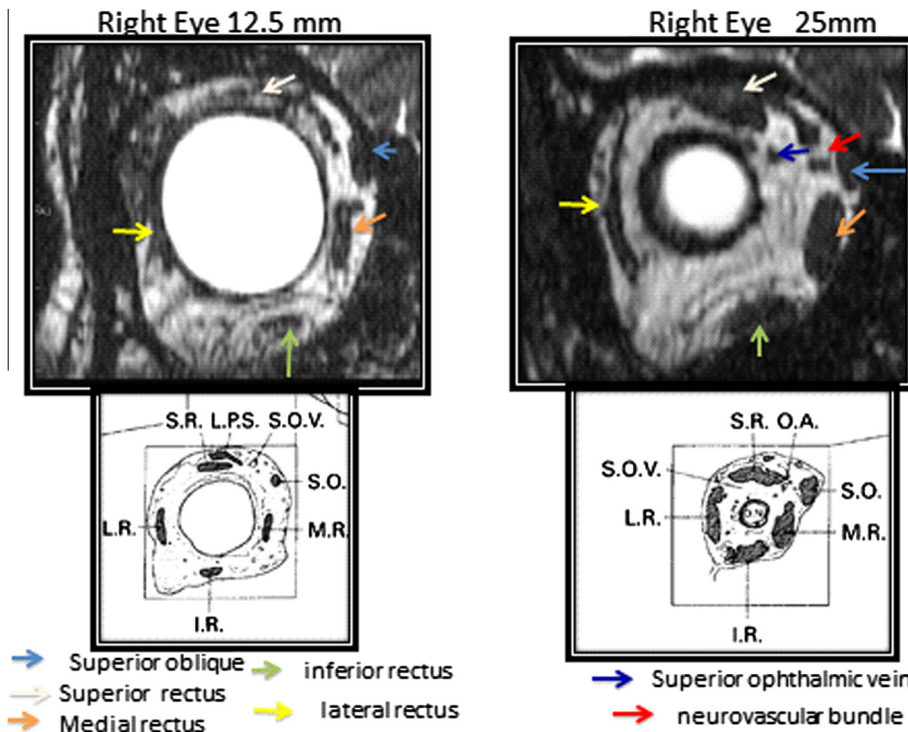 Right Eye 12.5 mm
Right Eye 25mm
S.R. L.P.S. S.O.V.
S.O.
L.R.
M.R.
I.R.
S.R. O.A.
S.O.V.
S.O.
L.R.
M.R.
I.R.
Superior oblique
Superior rectus
Medial rectus
inferior rectus
lateral rectus
Superior ophthalmic vein
neurovascular bundle